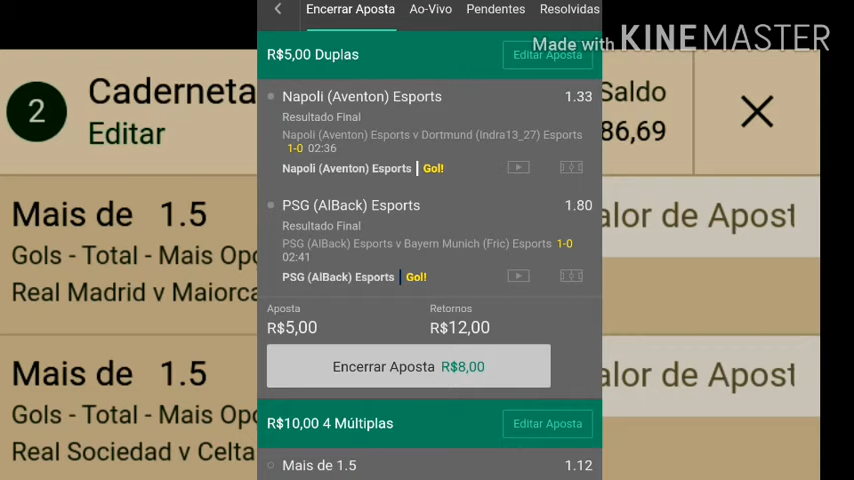 Encerrar Aposta Ao-Vivo Pendentes Resolvidas
Made with KINEMASTER
R$5,00 Duplas Editar Aposta
Napoli (Aventon) Esports 1.33
Resultado Final
Napoli (Aventon) Esports v Dortmund (Indra13_27) Esports
1-0 02:36
Napoli (Aventon) Esports Gol!
PSG (AlBack) Esports 1.80
Resultado Final
PSG (AlBack) Esports v Bayern Munich (Fric) Esports 1-0
02:41
PSG (AlBack) Esports Gol!
Aposta Retornos
R$5,00 R$12,00
Encerrar Aposta R$8,00
R$10,00 4 Múltiplas Editar Aposta
Mais de 1.5 1.12
2 Caderneta
Editar
Saldo
86,69
Mais de 1.5
Gols - Total - Mais Opç
Real Madrid v Maiorca
alor de Apost
Mais de 1.5
Gols - Total - Mais Opç
Real Sociedad v Celta
alor de Apost